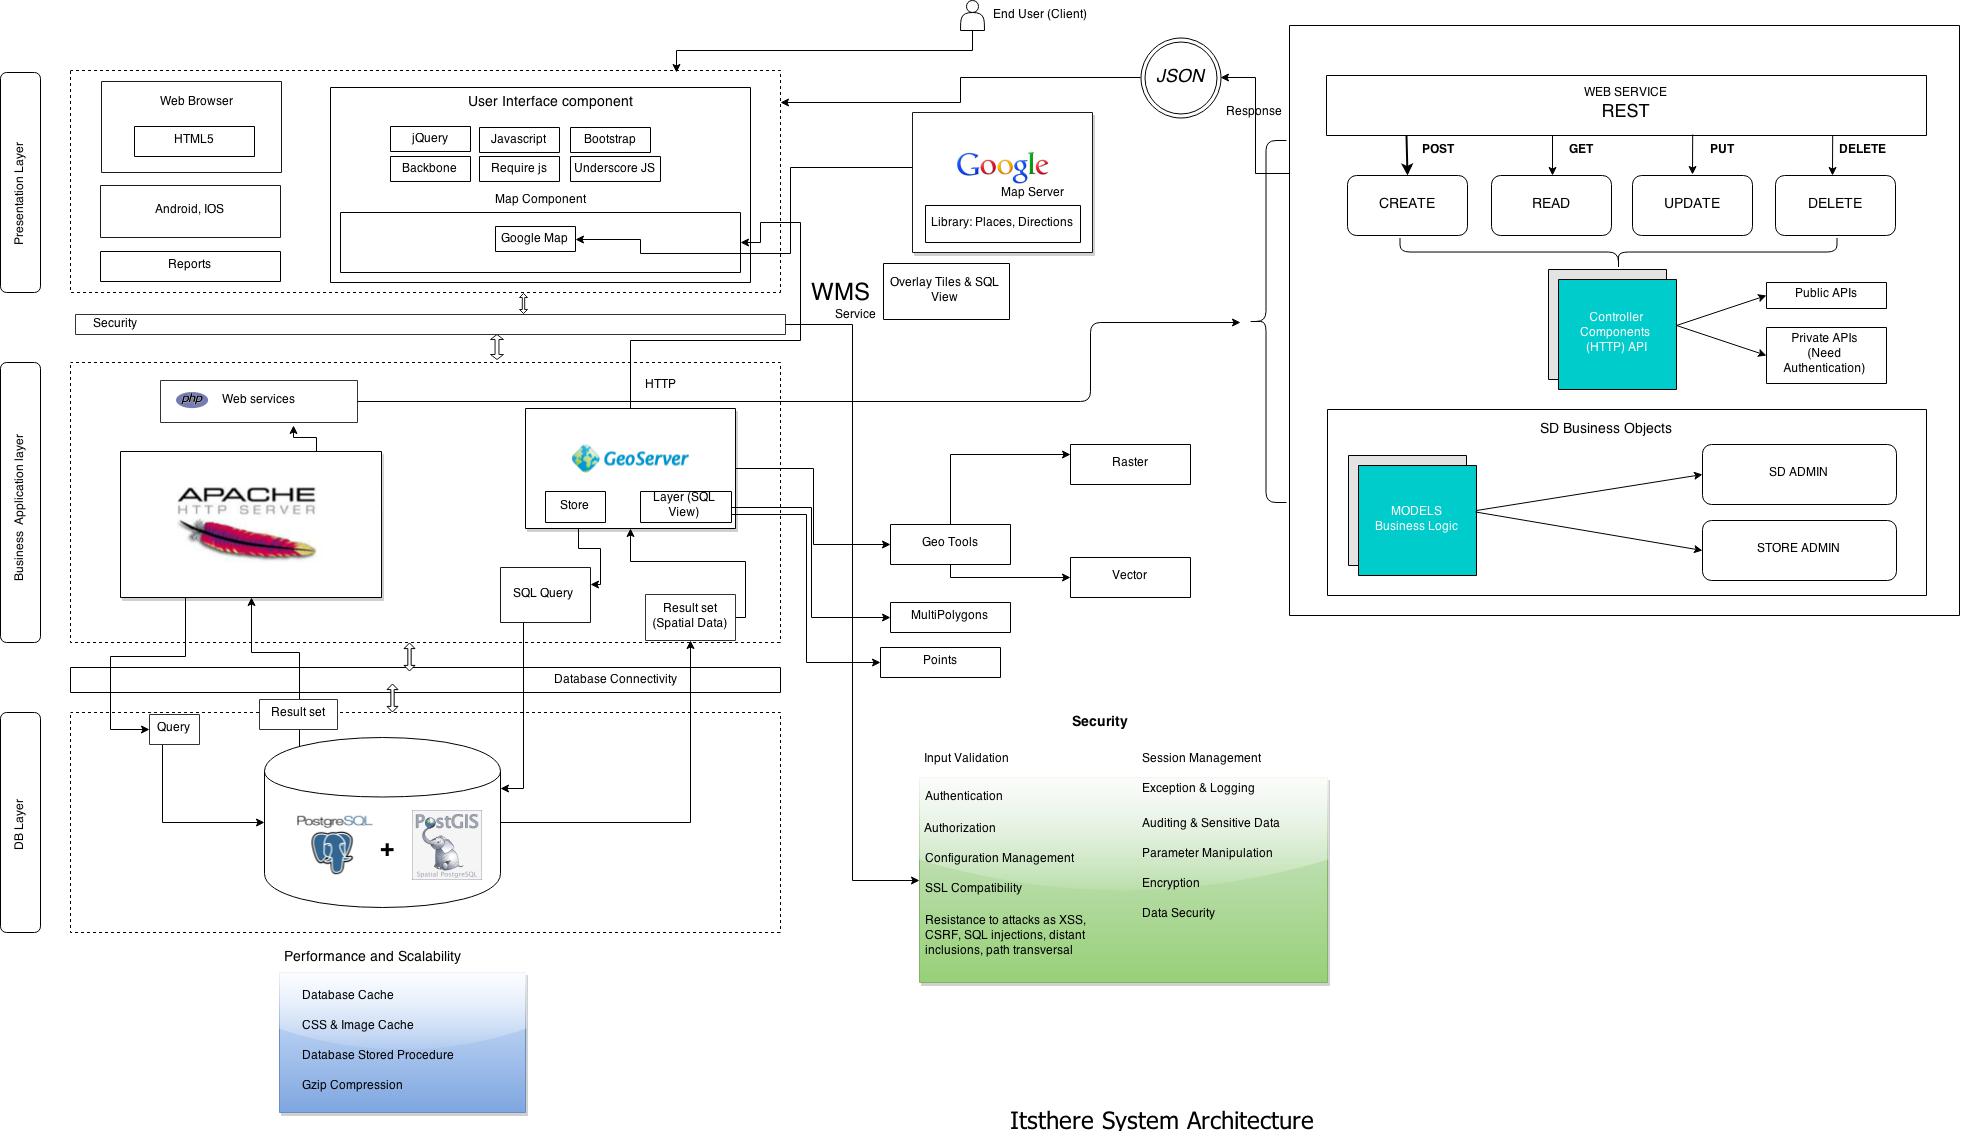 End User (Client)
Presentation Layer
Web Browser
HTML5
Android, IOS
Reports
User Interface component
jQuery
Javascript
Bootstrap
Backbone
Require js
Underscore JS
Map Component
Google Map
JSON
Response
Google
Map Server
Library: Places, Directions
WMS
Service
Overlay Tiles & SQL
View
Security
WEB SERVICE
REST
POST
GET
PUT
DELETE
CREATE
READ
UPDATE
DELETE
Controller
Components
(HTTP) API
Public APIs
Private APIs
(Need
Authentication)
SD Business Objects
MODELS
Business Logic
SD ADMIN
STORE ADMIN
Business Application layer
php
Web services
HTTP
APACHE
HTTP SERVER
GeoServer
Store
Layer (SQL
View)
SQL Query
Result set
(Spatial Data)
Raster
Geo Tools
Vector
MultiPolygons
Points
Database Connectivity
DB Layer
Query
Result set
PostgreSQL
+
PostGIS
Spatial PostgreSQL
Security
Input Validation
Authentication
Authorization
Configuration Management
SSL Compatibility
Resistance to attacks as XSS,
CSRF, SQL injections, distant
inclusions, path transversal
Session Management
Exception & Logging
Auditing & Sensitive Data
Parameter Manipulation
Encryption
Data Security
Performance and Scalability
Database Cache
CSS & Image Cache
Database Stored Procedure
Gzip Compression
Itsthere System Architecture